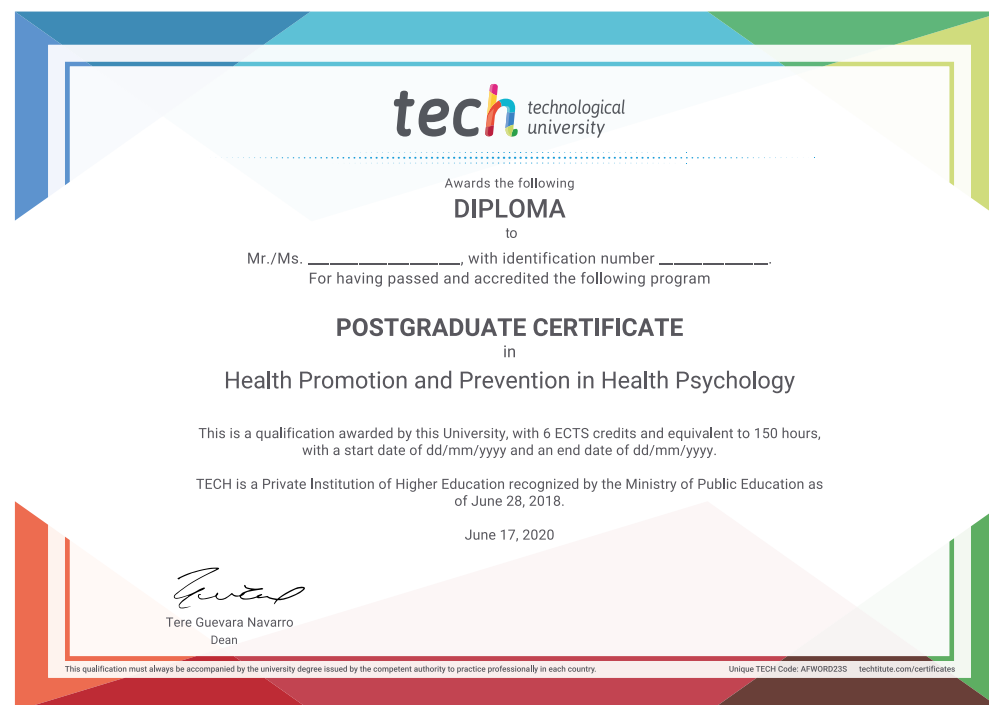 tech technological
university
Awards the following
DIPLOMA
to
Mr./Ms. ____________________, with identification number ______________.
For having passed and accredited the following program
POSTGRADUATE CERTIFICATE
in
Health Promotion and Prevention in Health Psychology
This is a qualification awarded by this University, with 6 ECTS credits and equivalent to 150 hours,
with a start date of dd/mm/yyyy and an end date of dd/mm/yyyy.
TECH is a Private Institution of Higher Education recognized by the Ministry of Public Education as
of June 28, 2018.
June 17, 2020
Tere Guevara Navarro
Dean
This qualification must always be accompanied by the university degree issued by the competent authority to practice professionally in each country.
Unique TECH Code: AFWORD23S techtitute.com/certificates